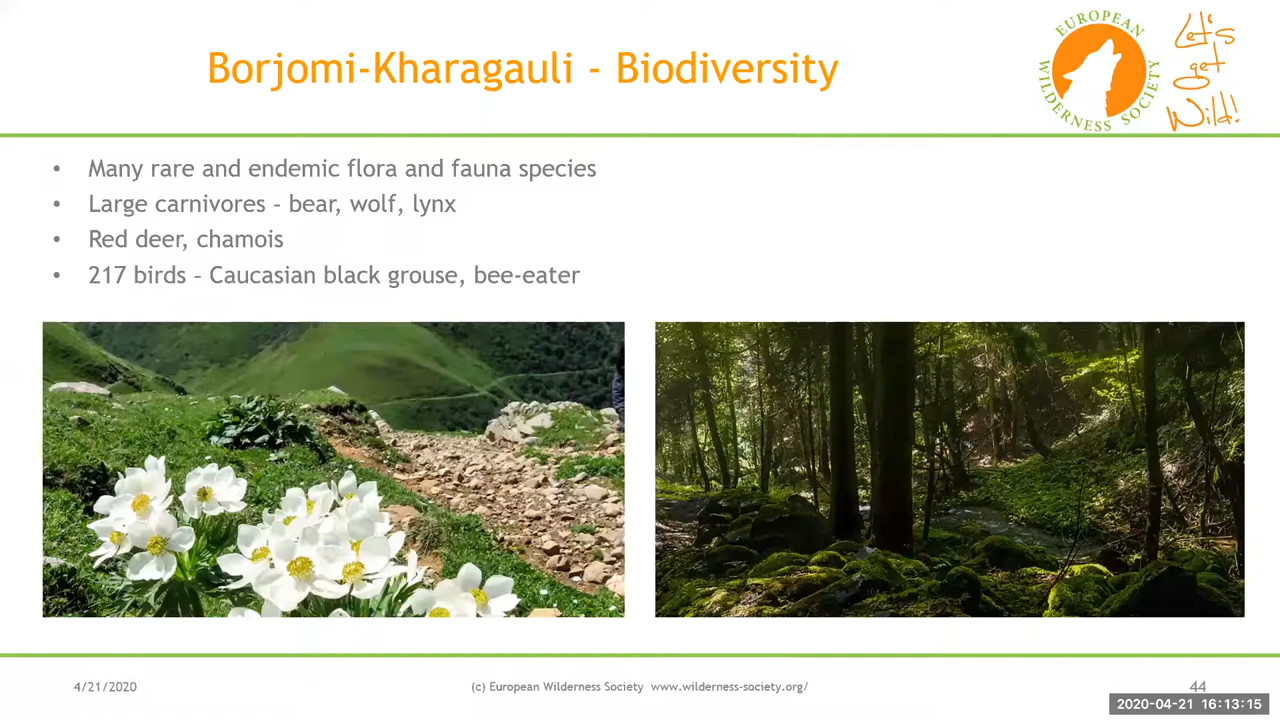 Borjomi-Kharagauli - Biodiversity
EUROPEAN
WILDERNESS SOCIETY
Let's
get
Wild!
• Many rare and endemic flora and fauna species
• Large carnivores - bear, wolf, lynx
• Red deer, chamois
• 217 birds – Caucasian black grouse, bee-eater
4/21/2020
(c) European Wilderness Society www.wilderness-society.org/
44
2020-04-21 16:13:15